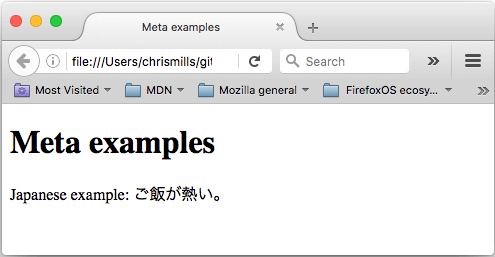 Meta examples
file:///Users/chrismills/git
Search
Most Visited
MDN
Mozilla general
FirefoxOS ecosy...
Meta examples
Japanese example: ご飯が熱い。